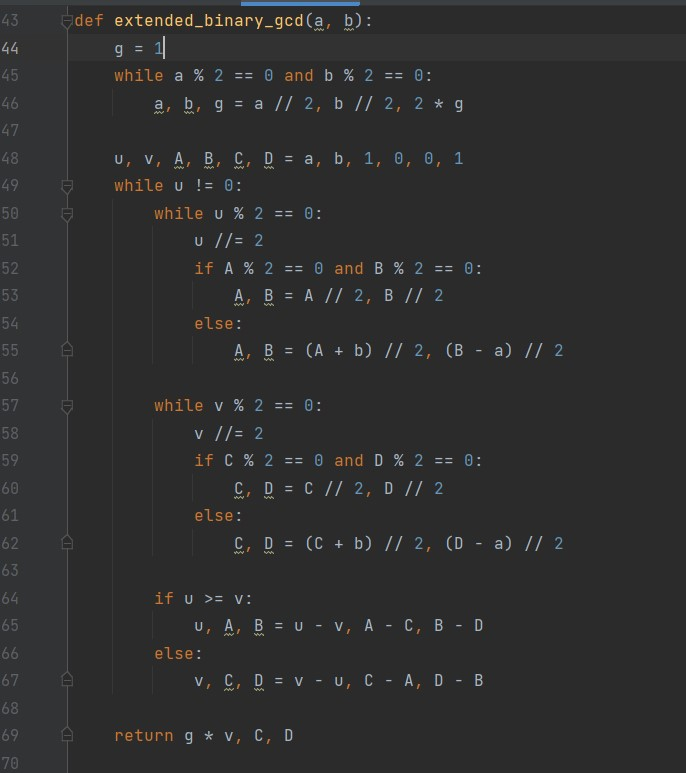 43 def extended_binary_gcd(a, b):
44     g = 1
45     while a % 2 == 0 and b % 2 == 0:
46         a, b, g = a // 2, b // 2, 2 * g
47
48     u, v, A, B, C, D = a, b, 1, 0, 0, 1
49     while u != 0:
50         while u % 2 == 0:
51             u //= 2
52             if A % 2 == 0 and B % 2 == 0:
53                 A, B = A // 2, B // 2
54             else:
55                 A, B = (A + b) // 2, (B - a) // 2
56
57         while v % 2 == 0:
58             v //= 2
59             if C % 2 == 0 and D % 2 == 0:
60                 C, D = C // 2, D // 2
61             else:
62                 C, D = (C + b) // 2, (D - a) // 2
63
64         if u >= v:
65             u, A, B = u - v, A - C, B - D
66         else:
67             v, C, D = v - u, C - A, D - B
68
69     return g * v, C, D
70